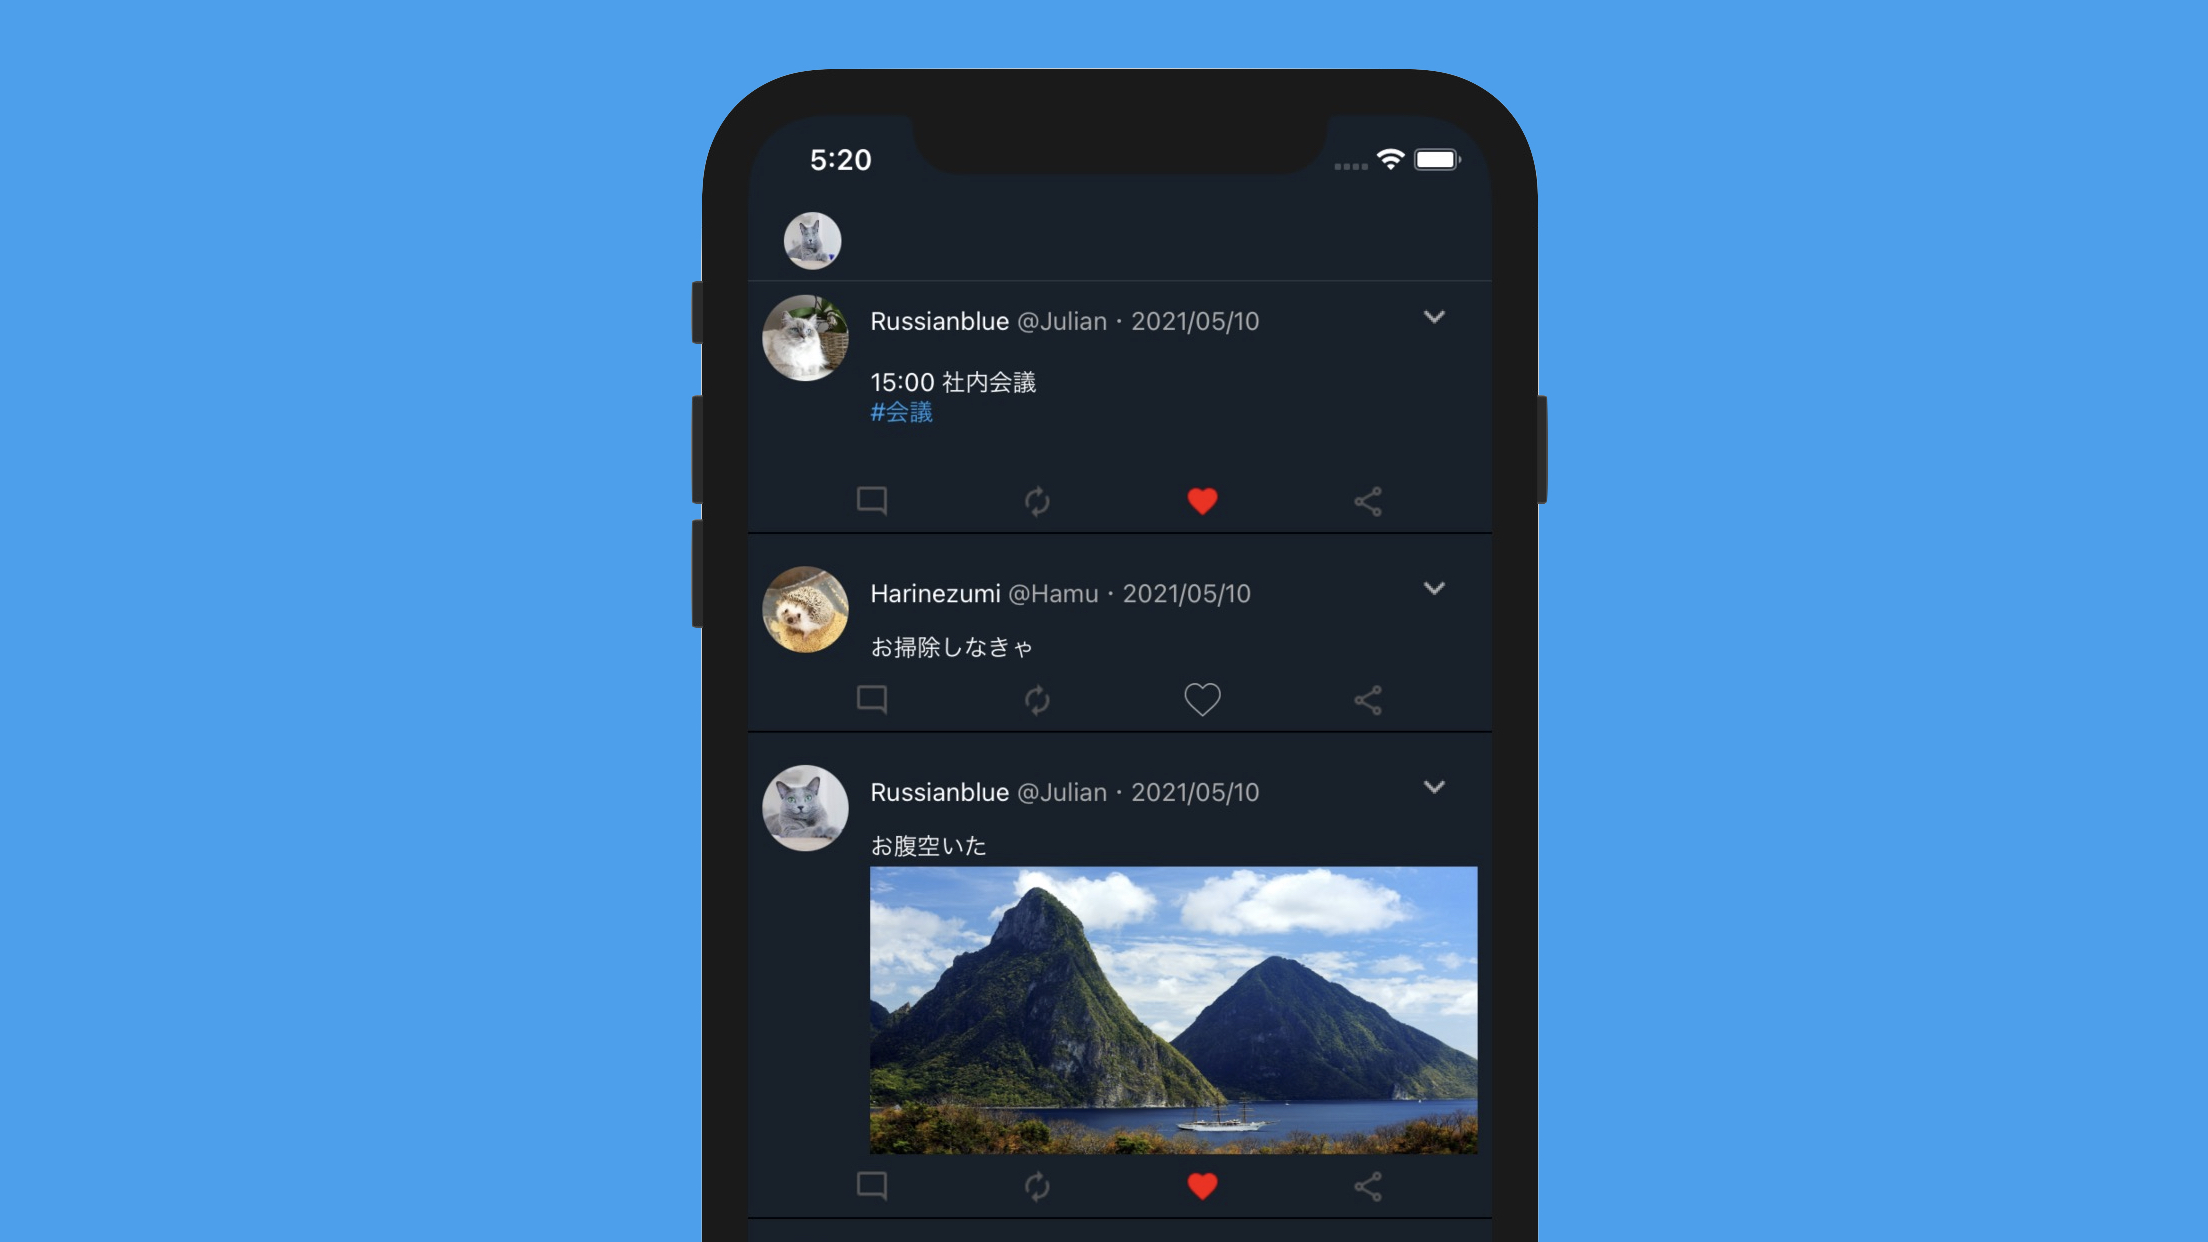 5:20
Russianblue @Julian・2021/05/10
15:00 社内会議
#会議
Harinezumi @Hamu・2021/05/10
お掃除しなきゃ
Russianblue @Julian・2021/05/10
お腹空いた